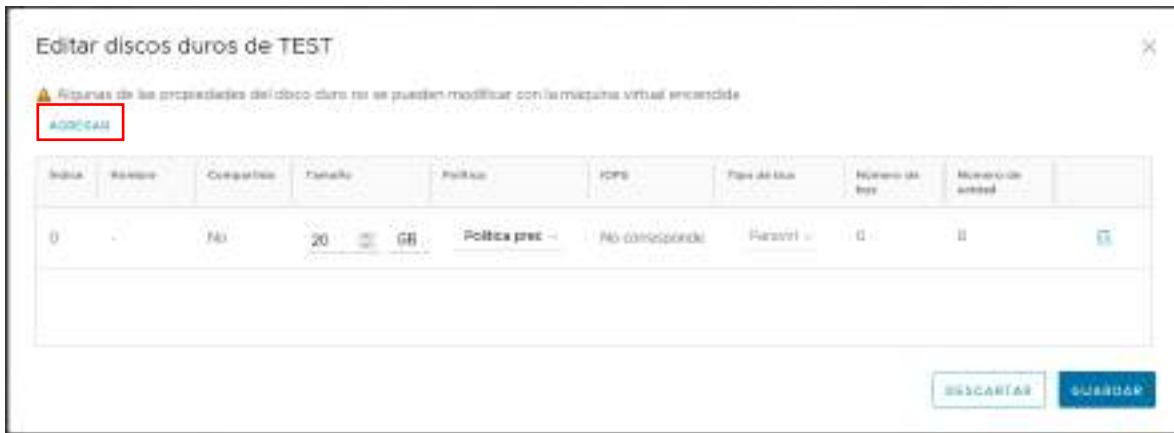 Editar discos duros de TEST
Algunas de las propiedades del disco duro no se pueden modificar con la máquina virtual encendida
AGREGAR
Índice Nombre Compartido Tamaño Política IOPS Tipo de bus Número de bus Número de unidad
0 - No 20 GB Política pred No corresponde Paravirt 0 0
DESCARTAR GUARDAR